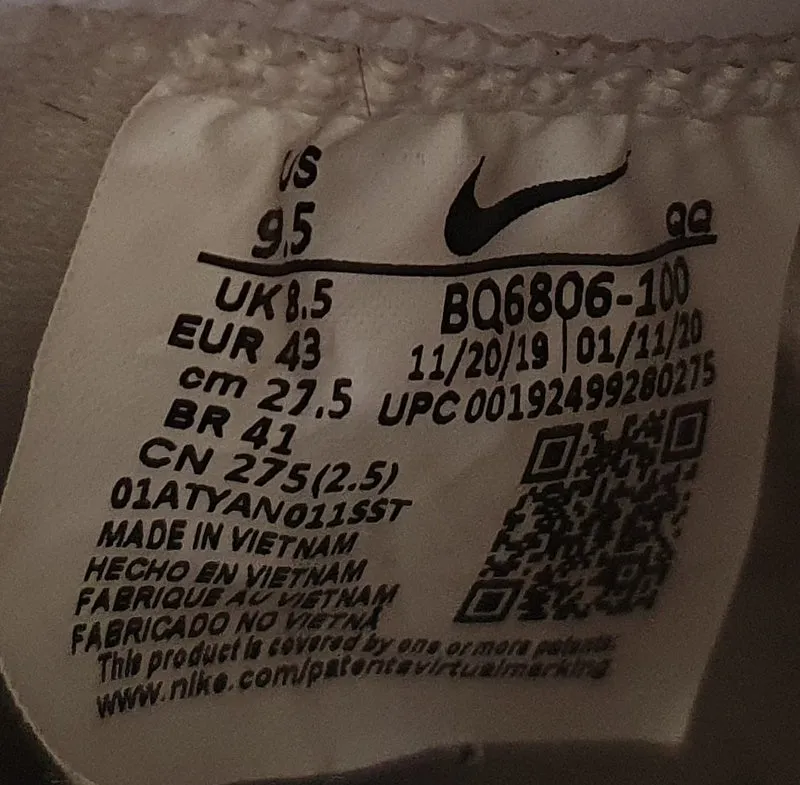 US
9.5
QQ
UK 8.5
EUR 43
cm 27.5
BR 41
CN 275(2.5)
01ATYAN011SST
MADE IN VIETNAM
HECHO EN VIETNAM
FABRIQUE AU VIETNAM
FABRICADO NO VIETNÃ
BQ6806-100
11/20/19 | 01/11/20
UPC 00192499280275
This product is covered by one or more patents.
www.nike.com/patentsvirtualmarking